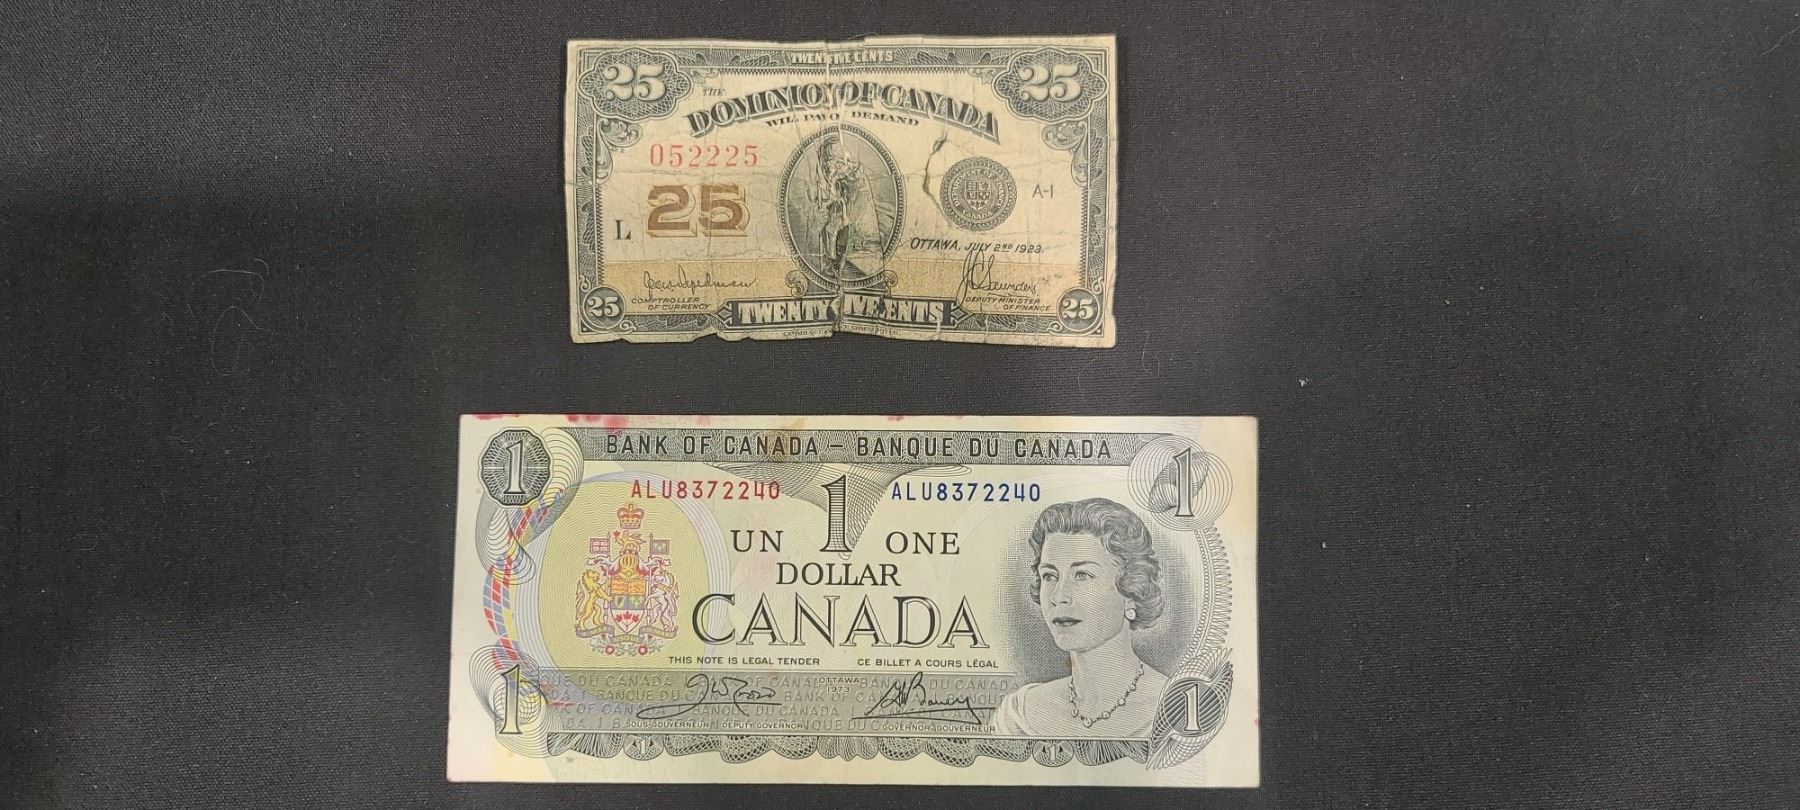 TWENTY FIVE CENTS
25 25
THE
DOMINION OF CANADA
WILL PAY ON DEMAND
052225
25
L
A-1
OTTAWA, JULY 2ND 1923.
J C Saunders
COMPTROLLER
OF CURRENCY
DEPUTY MINISTER
OF FINANCE
25 TWENTY FIVE CENTS 25
1 BANK OF CANADA – BANQUE DU CANADA 1
ALU8372240 1 ALU8372240
UN ONE
DOLLAR
CANADA
THIS NOTE IS LEGAL TENDER CE BILLET A COURS LÉGAL
OTTAWA
1973
SOUS-GOUVERNEUR DEPUTY GOVERNOR GOVERNOR-GOUVERNEUR
1 1
1 1